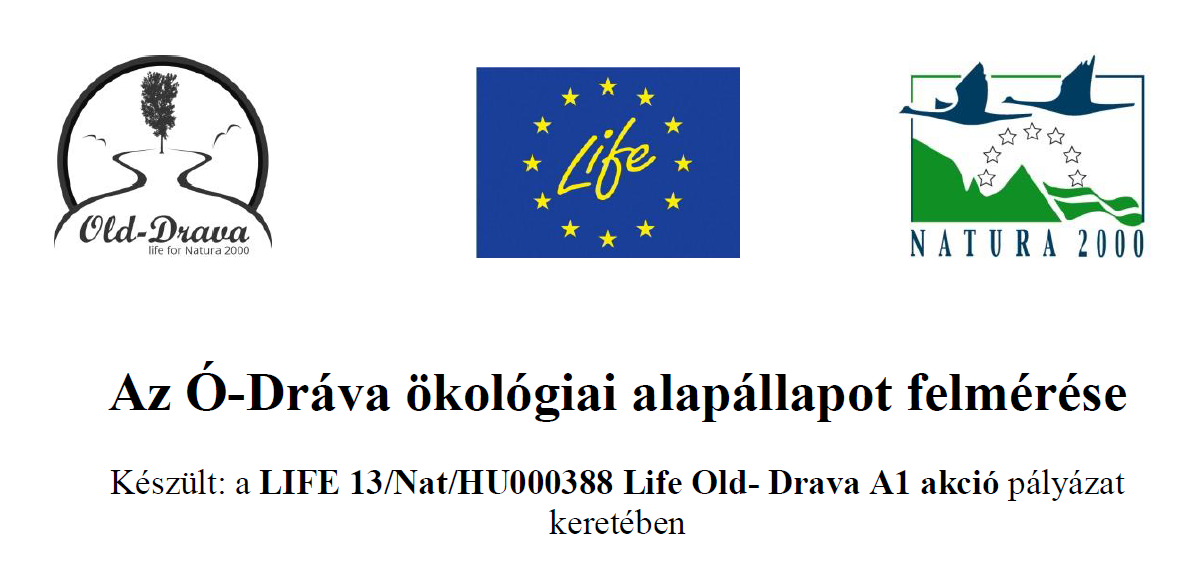 Old-Drava
life for Natura 2000
Life
NATURA 2000
Az Ó-Dráva ökológiai alapállapot felmérése
Készült: a LIFE 13/Nat/HU000388 Life Old- Drava A1 akció pályázat
keretében